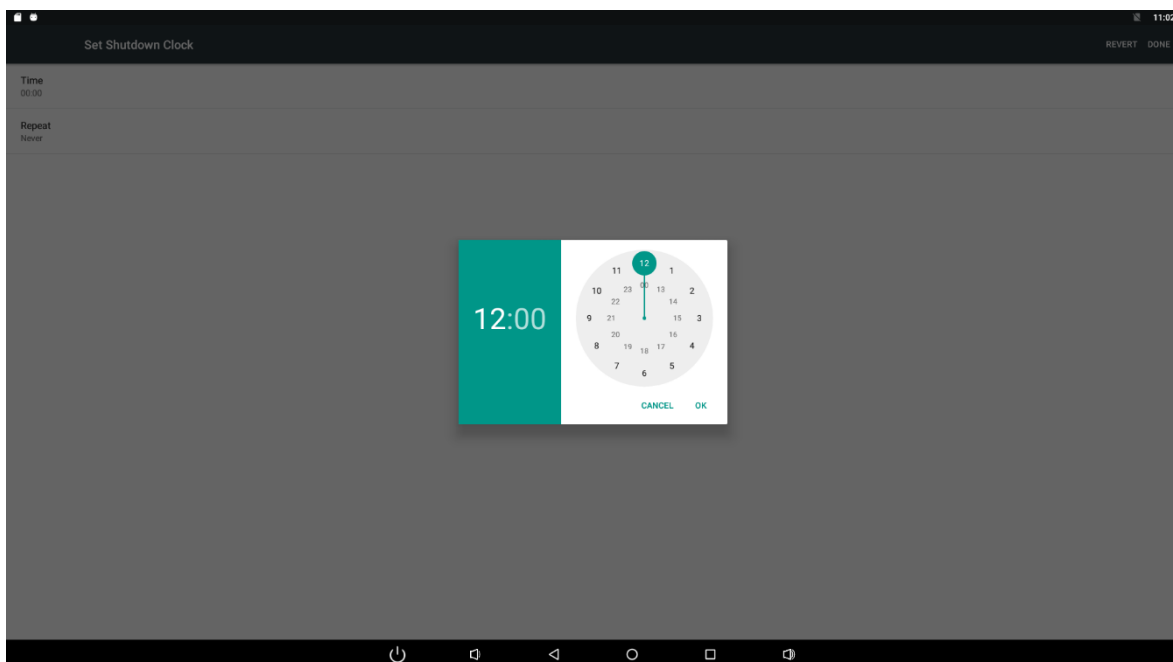 11:02
Set Shutdown Clock
REVERT DONE
Time
00:00
Repeat
Never
12:00
12
11 1
00
23 13
10 2
22 14
9 21 15 3
20 16
8 4
19 17
18
7 5
6
CANCEL OK